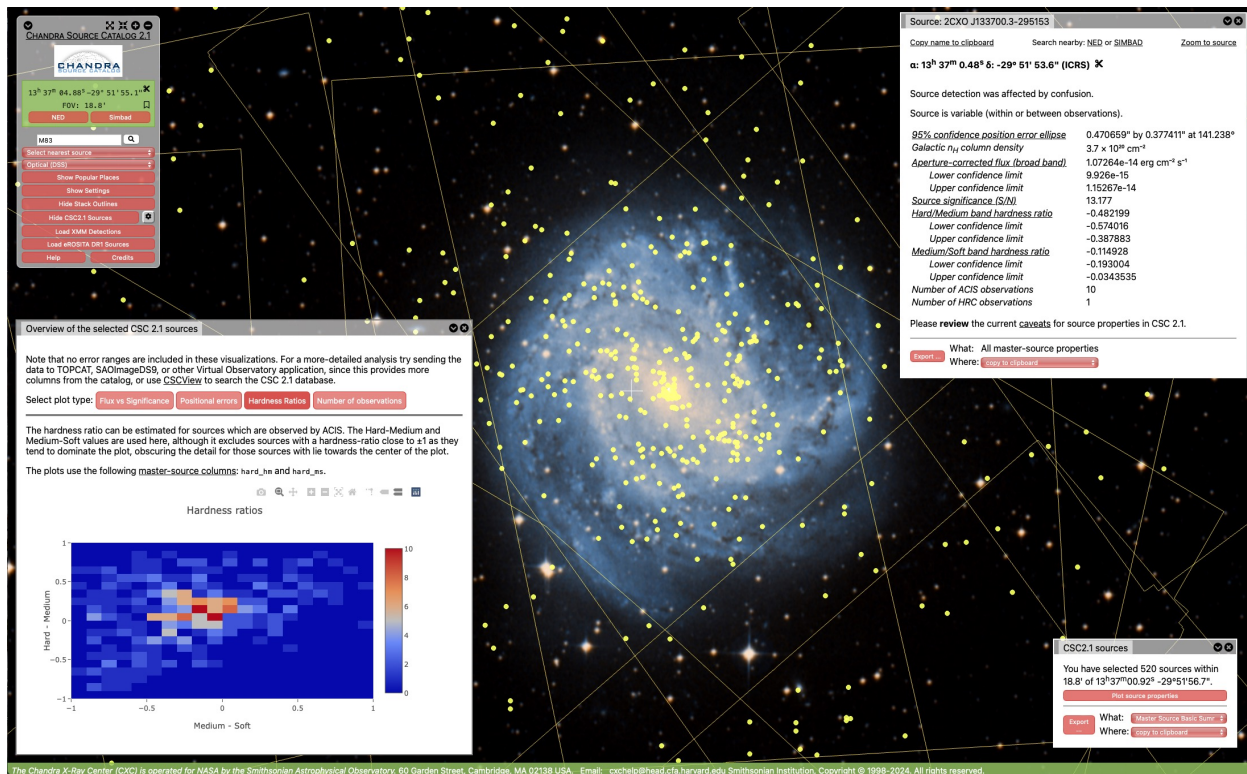 CHANDRA SOURCE CATALOG 2.1
CHANDRA
SOURCE CATALOG
13ʰ 37ᵐ 04.88ˢ -29° 51' 55.1"
FOV: 18.8'
NED
Simbad
M83
Select nearest source
Optical (DSS)
Show Popular Places
Show Settings
Hide Stack Outlines
Hide CSC2.1 Sources
Load XMM Detections
Load eROSITA DR1 Sources
Help
Credits
Source: 2CXO J133700.3-295153
Copy name to clipboard
Search nearby: NED or SIMBAD
Zoom to source
α: 13ʰ 37ᵐ 0.48ˢ δ: -29° 51' 53.6" (ICRS)
Source detection was affected by confusion.
Source is variable (within or between observations).
95% confidence position error ellipse 0.470659" by 0.377411" at 141.238°
Galactic nH column density 3.7 × 10²⁰ cm⁻²
Aperture-corrected flux (broad band) 1.07264e-14 erg cm⁻² s⁻¹
Lower confidence limit 9.926e-15
Upper confidence limit 1.15267e-14
Source significance (S/N) 13.177
Hard/Medium band hardness ratio -0.482199
Lower confidence limit -0.574016
Upper confidence limit -0.387883
Medium/Soft band hardness ratio -0.114928
Lower confidence limit -0.193004
Upper confidence limit -0.0343535
Number of ACIS observations 10
Number of HRC observations 1
Please review the current caveats for source properties in CSC 2.1.
Export ...
What: All master-source properties
Where: copy to clipboard
Overview of the selected CSC 2.1 sources
Note that no error ranges are included in these visualizations. For a more-detailed analysis try sending the
data to TOPCAT, SAOImageDS9, or other Virtual Observatory application, since this provides more
columns from the catalog, or use CSCView to search the CSC 2.1 database.
Select plot type: Flux vs Significance Positional errors Hardness Ratios Number of observations
The hardness ratio can be estimated for sources which are observed by ACIS. The Hard-Medium and
Medium-Soft values are used here, although it excludes sources with a hardness-ratio close to ±1 as they
tend to dominate the plot, obscuring the detail for those sources with lie towards the center of the plot.
The plots use the following master-source columns: hard_hm and hard_ms.
Hardness ratios
1
0.5
0
−0.5
−1
Hard - Medium
−1
−0.5
0
0.5
1
Medium - Soft
10
8
6
4
2
0
CSC2.1 sources
You have selected 520 sources within
18.8' of 13ʰ37ᵐ00.92ˢ -29°51'56.7".
Plot source properties
Export
...
What: Master Source Basic Summ
Where: copy to clipboard
The Chandra X-Ray Center (CXC) is operated for NASA by the Smithsonian Astrophysical Observatory. 60 Garden Street, Cambridge, MA 02138 USA. Email: cxchelp@head.cfa.harvard.edu Smithsonian Institution, Copyright © 1998-2024. All rights reserved.